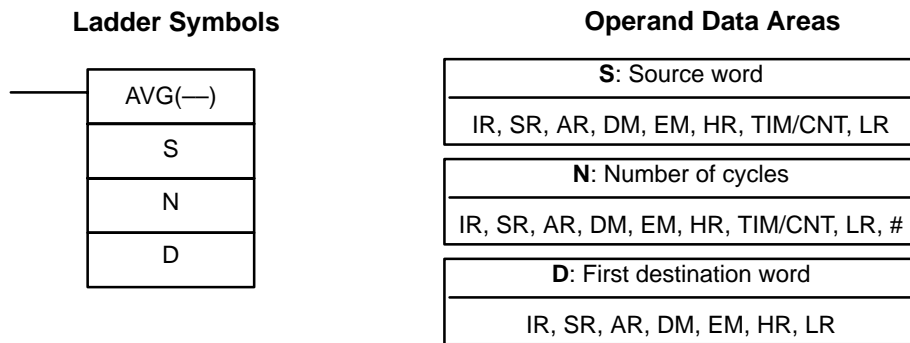 Ladder Symbols
AVG(—)
S
N
D
Operand Data Areas
S: Source word
IR, SR, AR, DM, EM, HR, TIM/CNT, LR
N: Number of cycles
IR, SR, AR, DM, EM, HR, TIM/CNT, LR, #
D: First destination word
IR, SR, AR, DM, EM, HR, LR